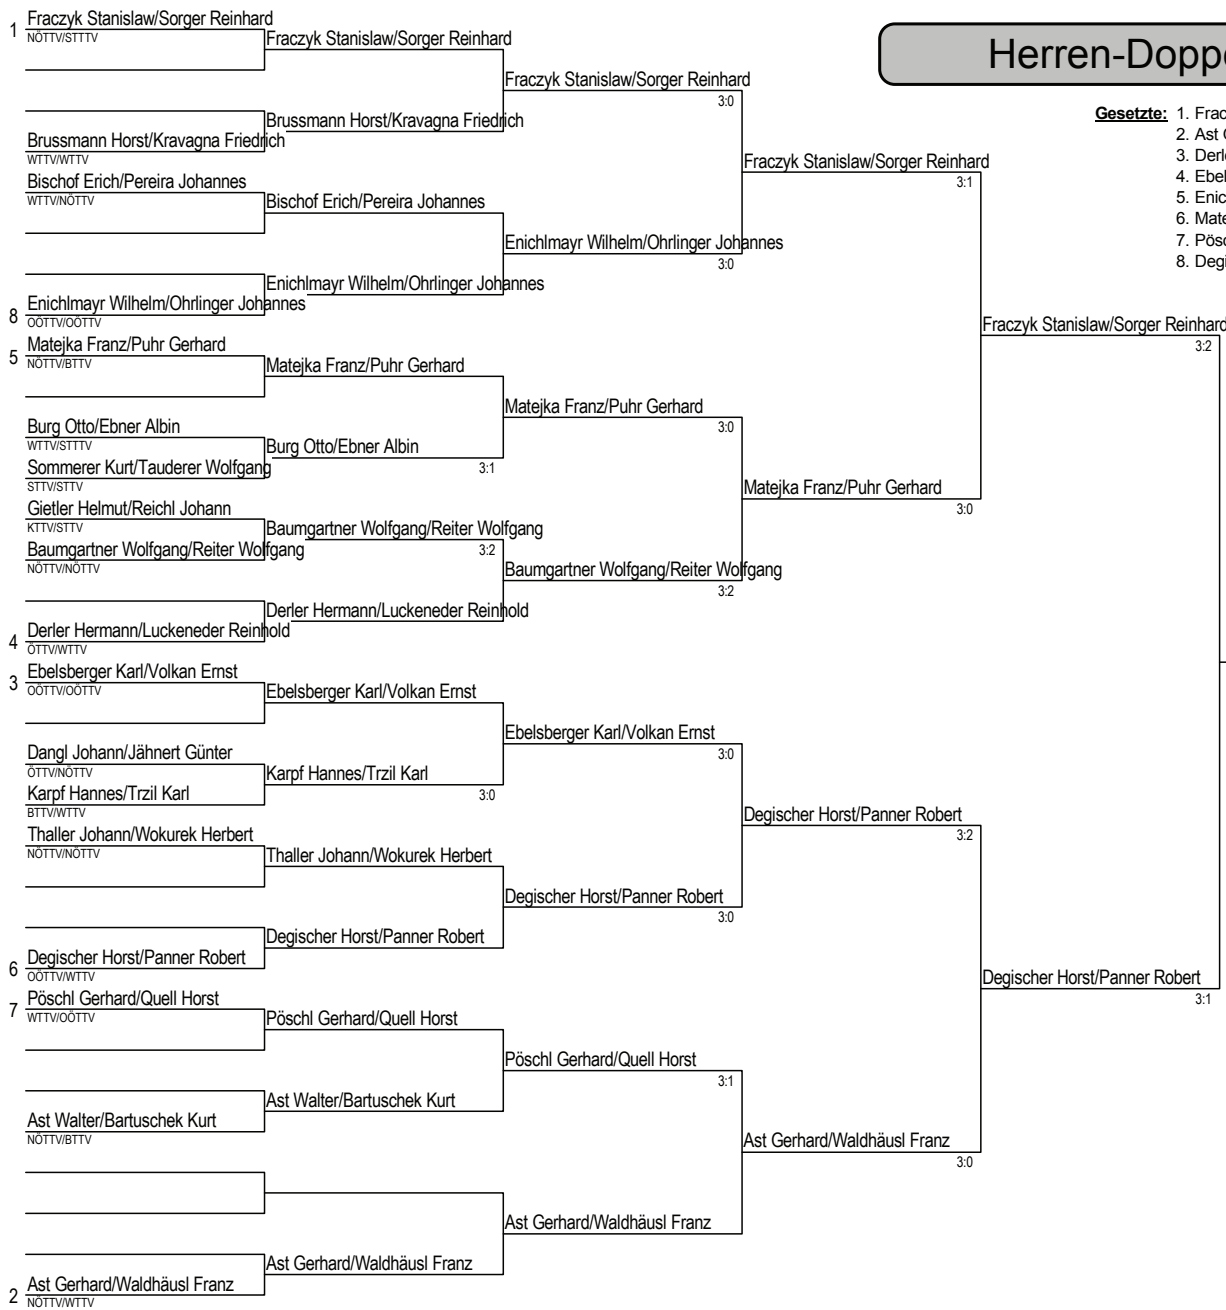 Herren-Doppe
Gesetzte: 1. Frac
2. Ast G
3. Derle
4. Ebel
5. Enic
6. Mate
7. Pösc
8. Degi
1 Fraczyk Stanislaw/Sorger Reinhard
NÖTTV/STTTV
Brussmann Horst/Kravagna Friedrich
WTTV/WTTV
Bischof Erich/Pereira Johannes
WTTV/NÖTTV
8 Enichlmayr Wilhelm/Ohrlinger Johannes
OÖTTV/OÖTTV
5 Matejka Franz/Puhr Gerhard
NÖTTV/BTTV
Burg Otto/Ebner Albin
WTTV/STTTV
Sommerer Kurt/Tauderer Wolfgang
STTV/STTV
Gietler Helmut/Reichl Johann
KTTV/STTV
Baumgartner Wolfgang/Reiter Wolfgang
NÖTTV/NÖTTV
4 Derler Hermann/Luckeneder Reinhold
ÖTTV/WTTV
3 Ebelsberger Karl/Volkan Ernst
OÖTTV/OÖTTV
Dangl Johann/Jähnert Günter
ÖTTV/NÖTTV
Karpf Hannes/Trzil Karl
BTTV/WTTV
Thaller Johann/Wokurek Herbert
NÖTTV/NÖTTV
6 Degischer Horst/Panner Robert
OÖTTV/WTTV
7 Pöschl Gerhard/Quell Horst
WTTV/OÖTTV
Ast Walter/Bartuschek Kurt
NÖTTV/BTTV
2 Ast Gerhard/Waldhäusl Franz
NÖTTV/WTTV
Fraczyk Stanislaw/Sorger Reinhard
Brussmann Horst/Kravagna Friedrich
Bischof Erich/Pereira Johannes
Enichlmayr Wilhelm/Ohrlinger Johannes
Matejka Franz/Puhr Gerhard
Burg Otto/Ebner Albin
3:1
Baumgartner Wolfgang/Reiter Wolfgang
3:2
Derler Hermann/Luckeneder Reinhold
Ebelsberger Karl/Volkan Ernst
Karpf Hannes/Trzil Karl
3:0
Thaller Johann/Wokurek Herbert
Degischer Horst/Panner Robert
Pöschl Gerhard/Quell Horst
Ast Walter/Bartuschek Kurt
Ast Gerhard/Waldhäusl Franz
Fraczyk Stanislaw/Sorger Reinhard
3:0
Enichlmayr Wilhelm/Ohrlinger Johannes
3:0
Matejka Franz/Puhr Gerhard
3:0
Baumgartner Wolfgang/Reiter Wolfgang
3:2
Ebelsberger Karl/Volkan Ernst
3:0
Degischer Horst/Panner Robert
3:0
Pöschl Gerhard/Quell Horst
3:1
Ast Gerhard/Waldhäusl Franz
Fraczyk Stanislaw/Sorger Reinhard
3:1
Matejka Franz/Puhr Gerhard
3:0
Degischer Horst/Panner Robert
3:2
Ast Gerhard/Waldhäusl Franz
3:0
Fraczyk Stanislaw/Sorger Reinhard
3:2
Degischer Horst/Panner Robert
3:1